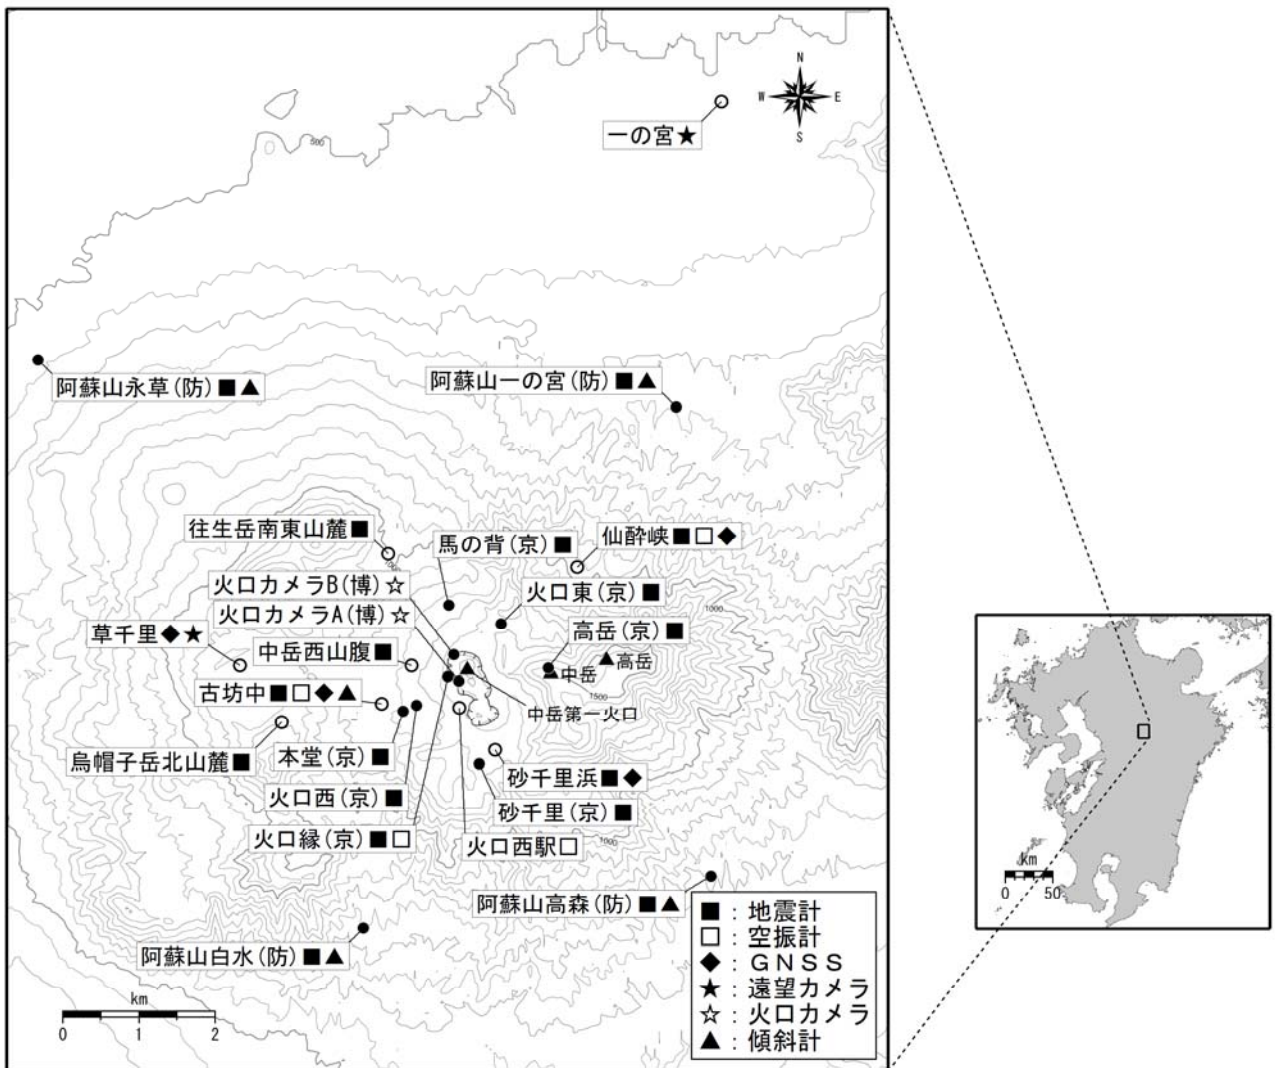 N
W E
S
500
一の宮★
阿蘇山永草(防)■▲
阿蘇山一の宮(防)■▲
往生岳南東山麓■
1000
馬の背(京)■
仙酔峡■□◆
火口カメラB(博)☆
火口東(京)■
1000
火口カメラA(博)☆
草千里◆★
中岳西山腹■
高岳(京)■
高岳
中岳
古坊中■□◆▲
1500
中岳第一火口
烏帽子岳北山麓■
本堂(京)■
砂千里浜■◆
火口西(京)■
砂千里(京)■
火口縁(京)■□
火口西駅□
1000
阿蘇山高森(防)■▲
阿蘇山白水(防)■▲
km
0 1 2
■：地震計
□：空振計
◆：ＧＮＳＳ
★：遠望カメラ
☆：火口カメラ
▲：傾斜計
km
0 50